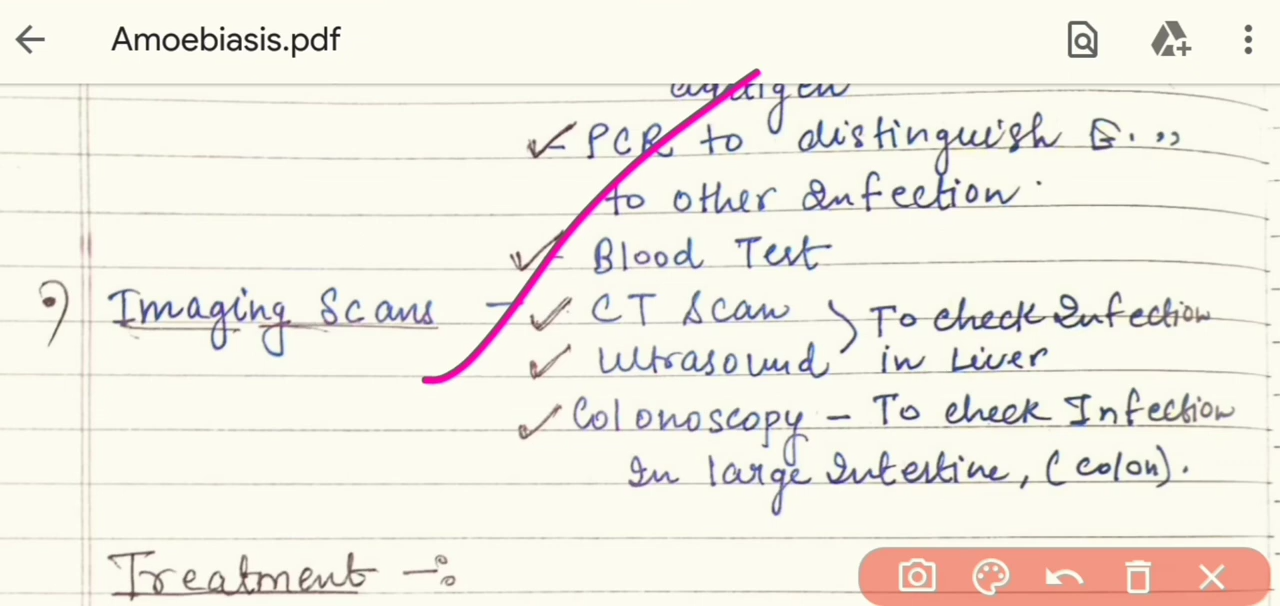 Amoebiasis.pdf
antigen
✓ PCR to distinguish E. ,,
to other Infection.
✓ Blood Test
Imaging Scans - ✓ CT Scan } To check Infection
✓ Ultrasound in Liver
✓ Colonoscopy - To check Infection
In large Intestine, (colon).
Treatment -: